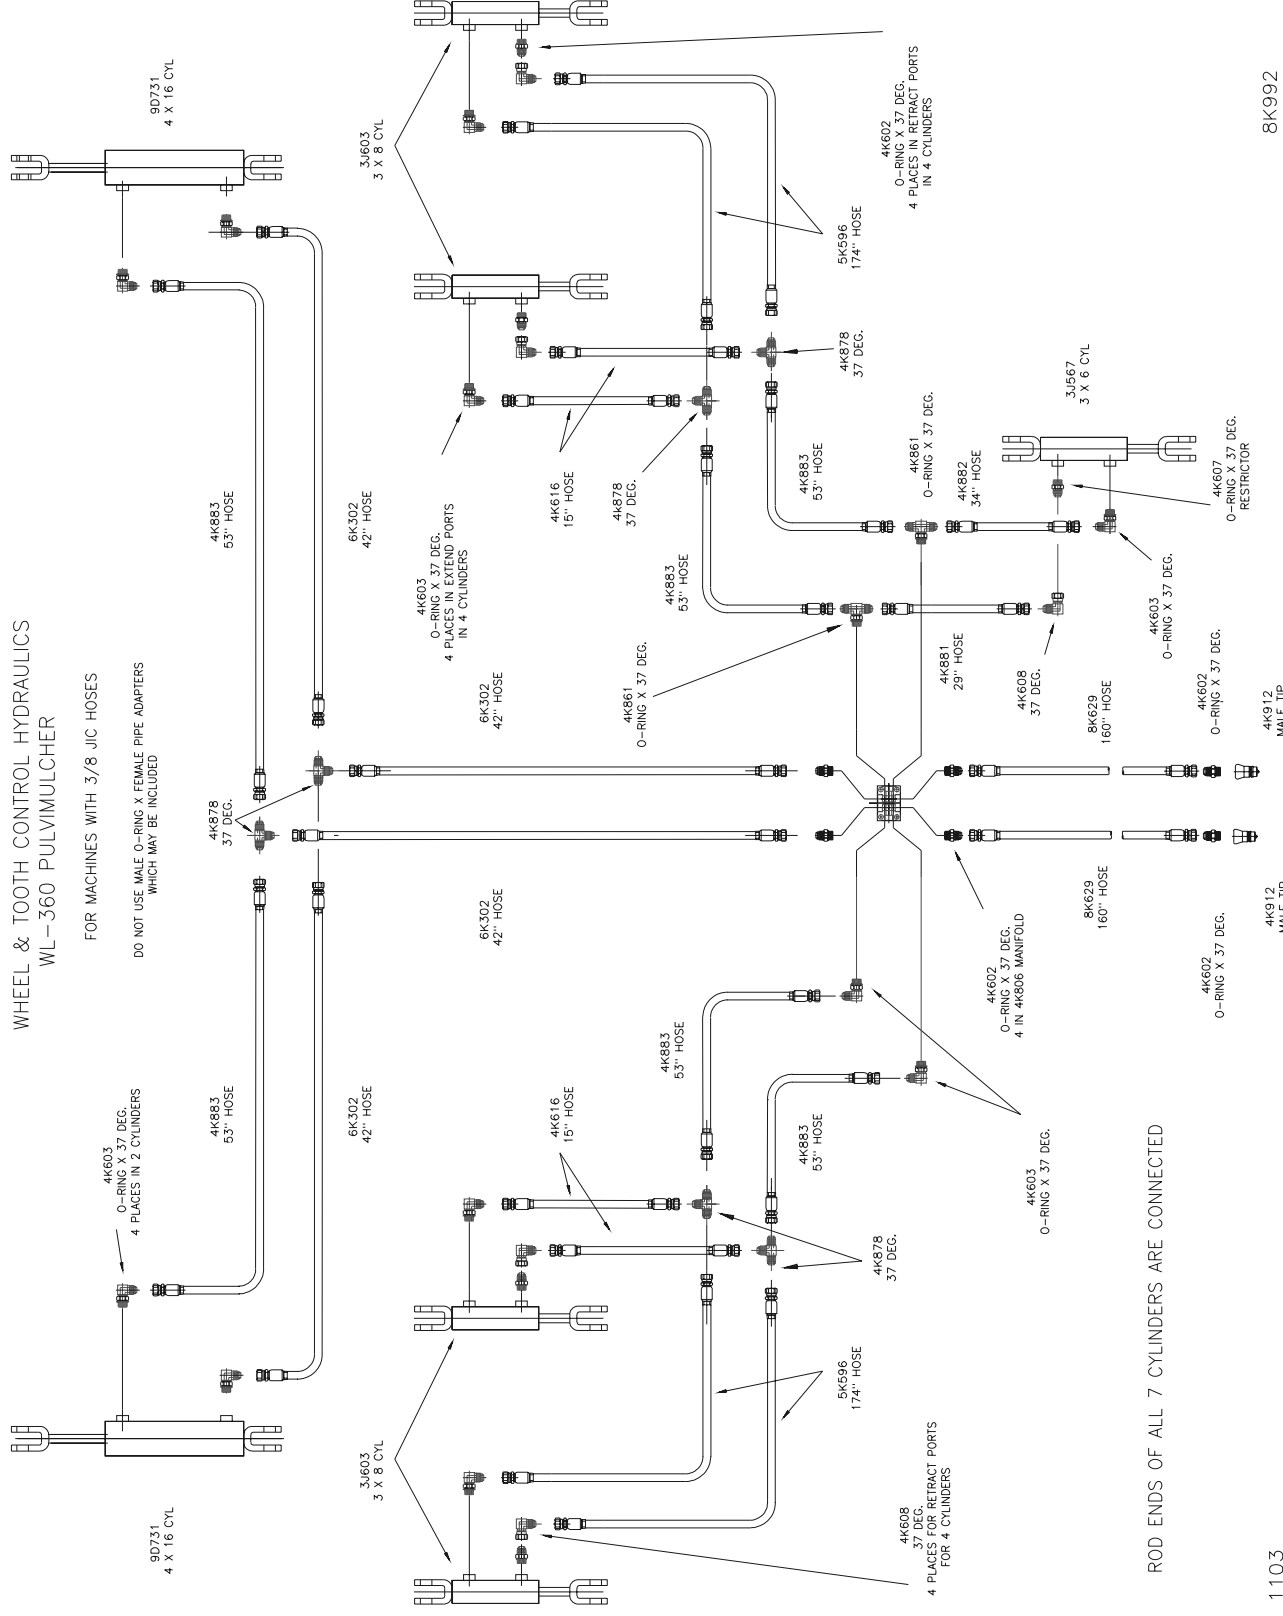 WHEEL & TOOTH CONTROL HYDRAULICS
WL-360 PULVIMULCHER
FOR MACHINES WITH 3/8 JIC HOSES
DO NOT USE MALE O-RING X FEMALE PIPE ADAPTERS
WHICH MAY BE INCLUDED
9D731
4 X 16 CYL
4K603
O-RING X 37 DEG.
4 PLACES IN 2 CYLINDERS
4K883
53" HOSE
4K878
37 DEG.
4K883
53" HOSE
9D731
4 X 16 CYL
6K302
42" HOSE
6K302
42" HOSE
3J603
3 X 8 CYL
3J603
3 X 8 CYL
4K603
O-RING X 37 DEG.
4 PLACES IN EXTEND PORTS
IN 4 CYLINDERS
6K302
42" HOSE
6K302
42" HOSE
4K616
15" HOSE
4K616
15" HOSE
4K861
O-RING X 37 DEG.
4K878
37 DEG.
4K883
53" HOSE
4K883
53" HOSE
4K883
53" HOSE
4K883
53" HOSE
5K596
174" HOSE
4K878
37 DEG.
4K878
37 DEG.
5K596
174" HOSE
4K608
37 DEG.
4 PLACES FOR RETRACT PORTS
FOR 4 CYLINDERS
4K602
O-RING X 37 DEG.
4 PLACES IN RETRACT PORTS
IN 4 CYLINDERS
4K861
O-RING X 37 DEG.
4K881
29" HOSE
4K882
34" HOSE
4K602
O-RING X 37 DEG.
4 IN 4K806 MANIFOLD
4K603
O-RING X 37 DEG.
4K608
37 DEG.
3J567
3 X 6 CYL
8K629
160" HOSE
8K629
160" HOSE
4K603
O-RING X 37 DEG.
ROD ENDS OF ALL 7 CYLINDERS ARE CONNECTED
4K602
O-RING X 37 DEG.
4K602
O-RING X 37 DEG.
4K607
O-RING X 37 DEG.
RESTRICTOR
4K912
MALE TIP
4K912
MALE TIP
1103
8K992